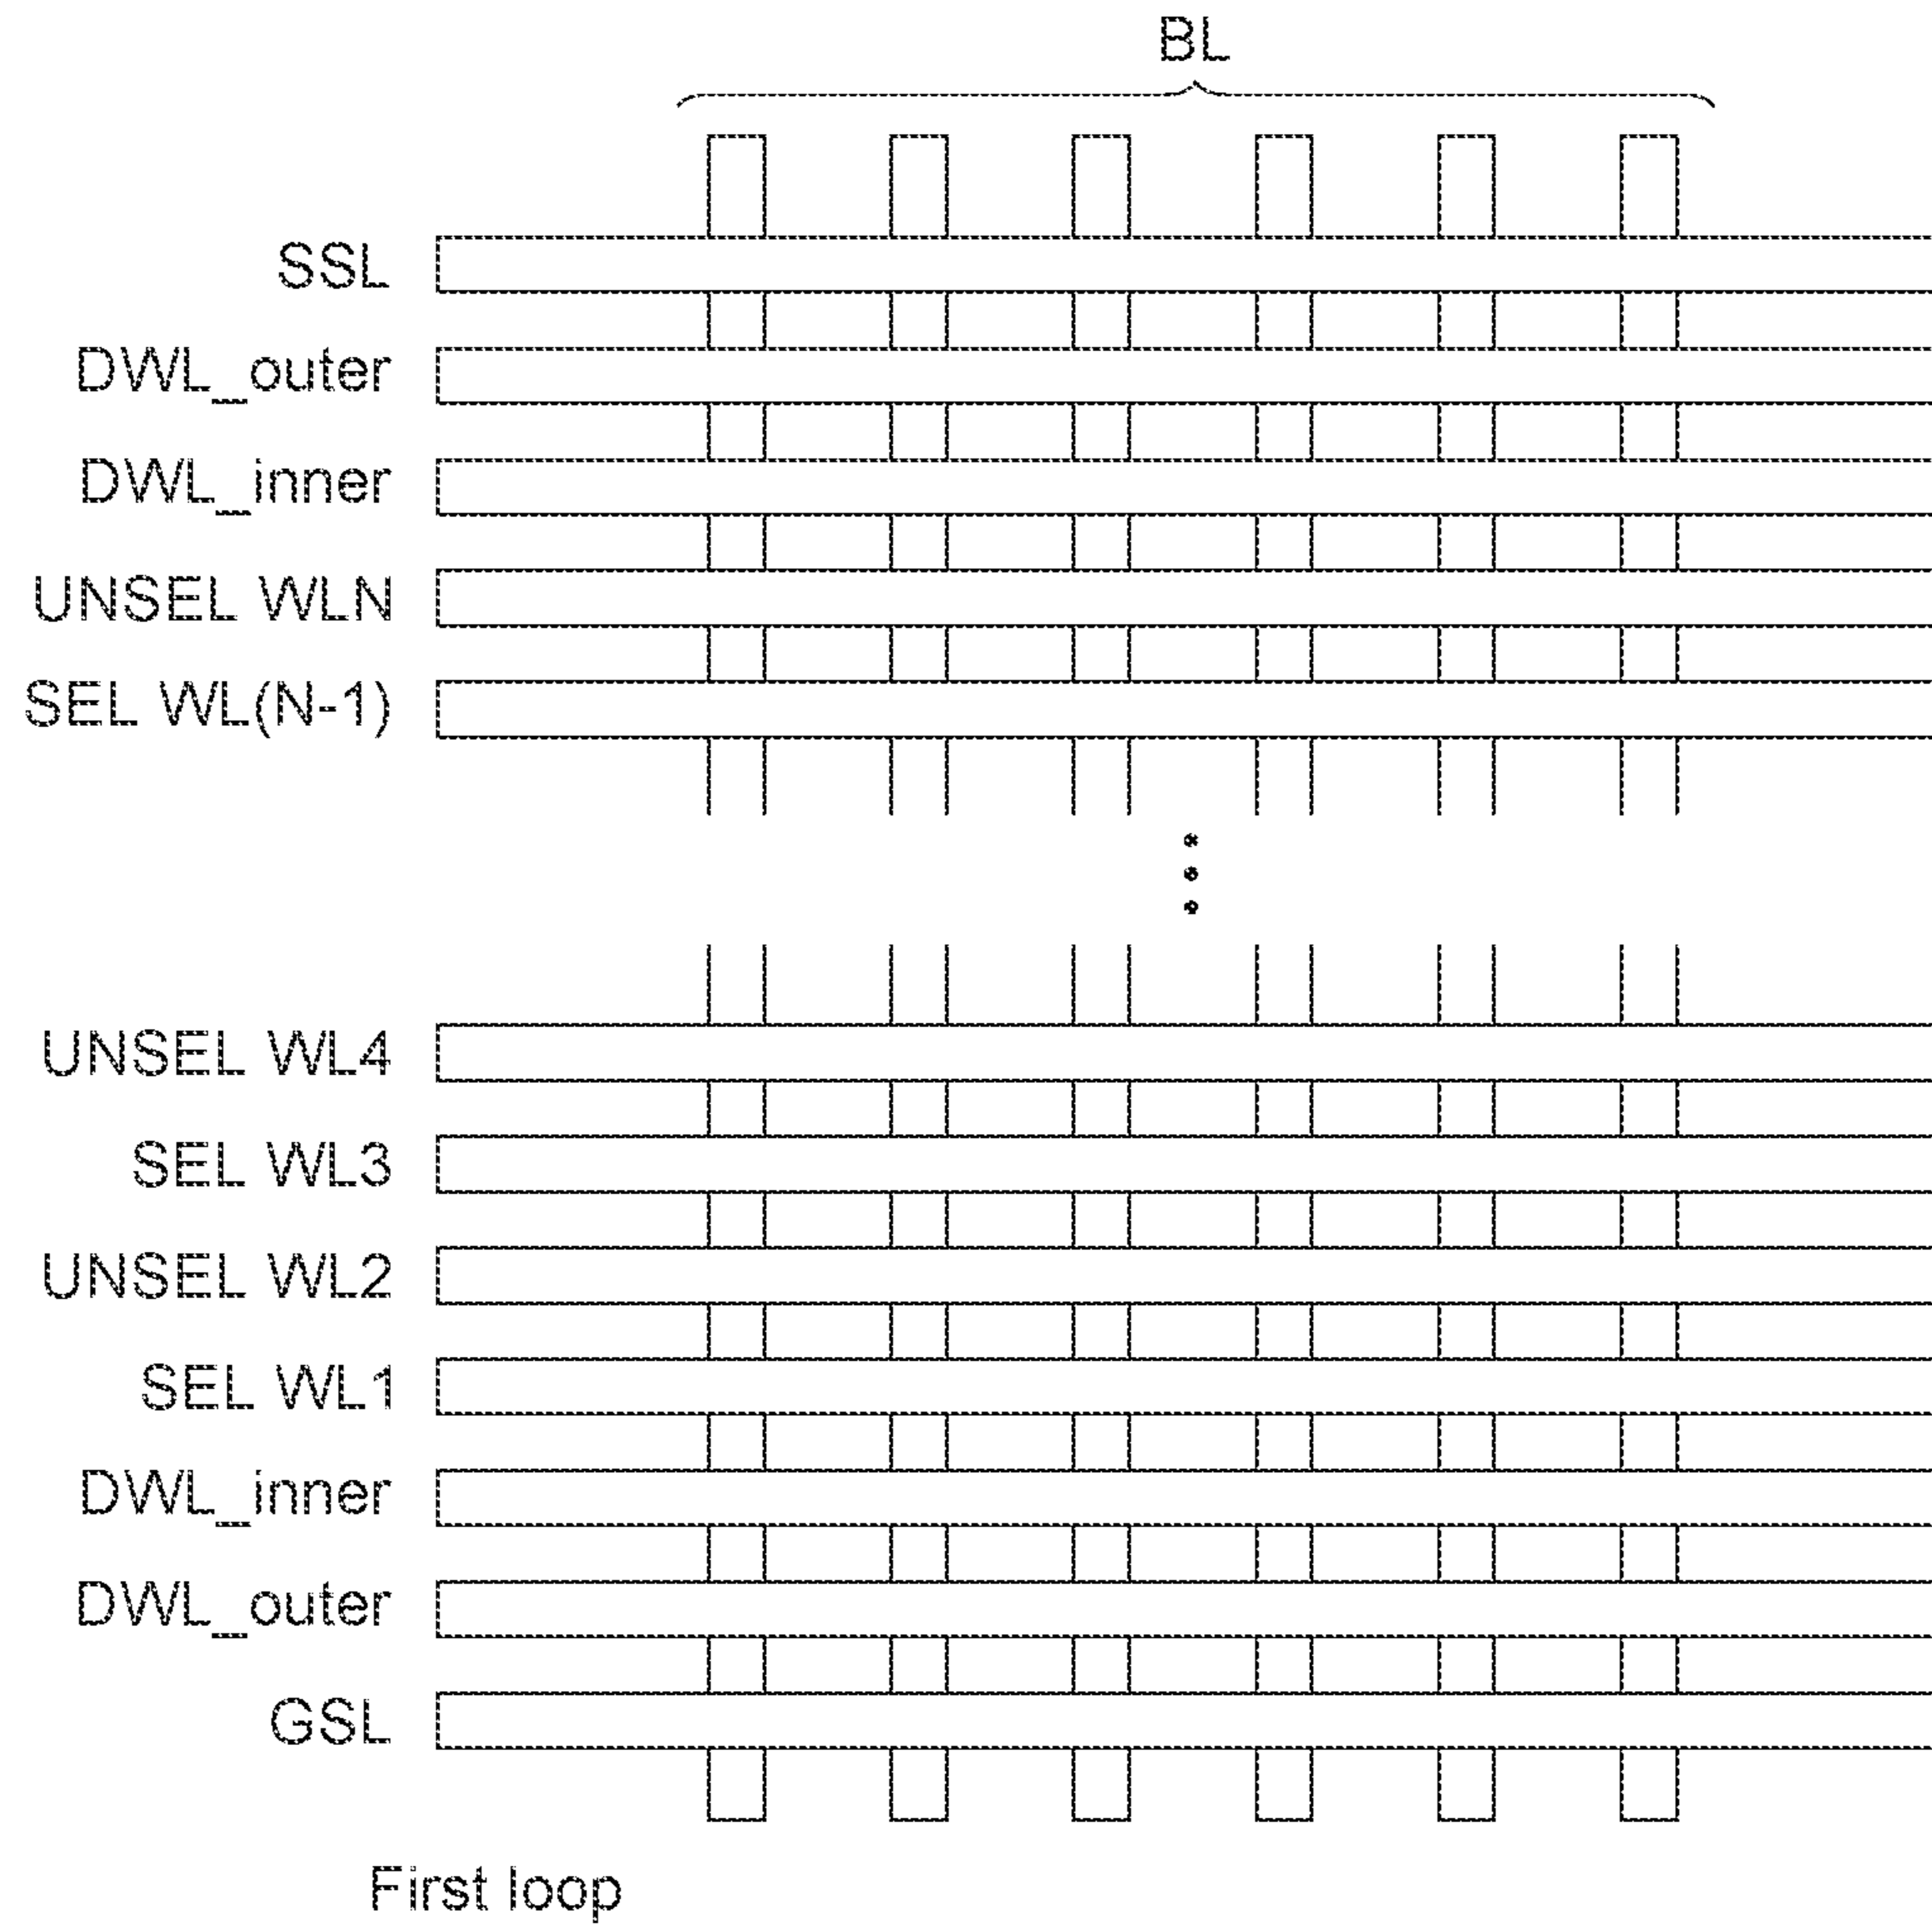 BL
SSL
DWL_outer
DWL_inner
UNSEL WLN
SEL WL(N-1)
UNSEL WL4
SEL WL3
UNSEL WL2
SEL WL1
DWL_inner
DWL_outer
GSL
First loop